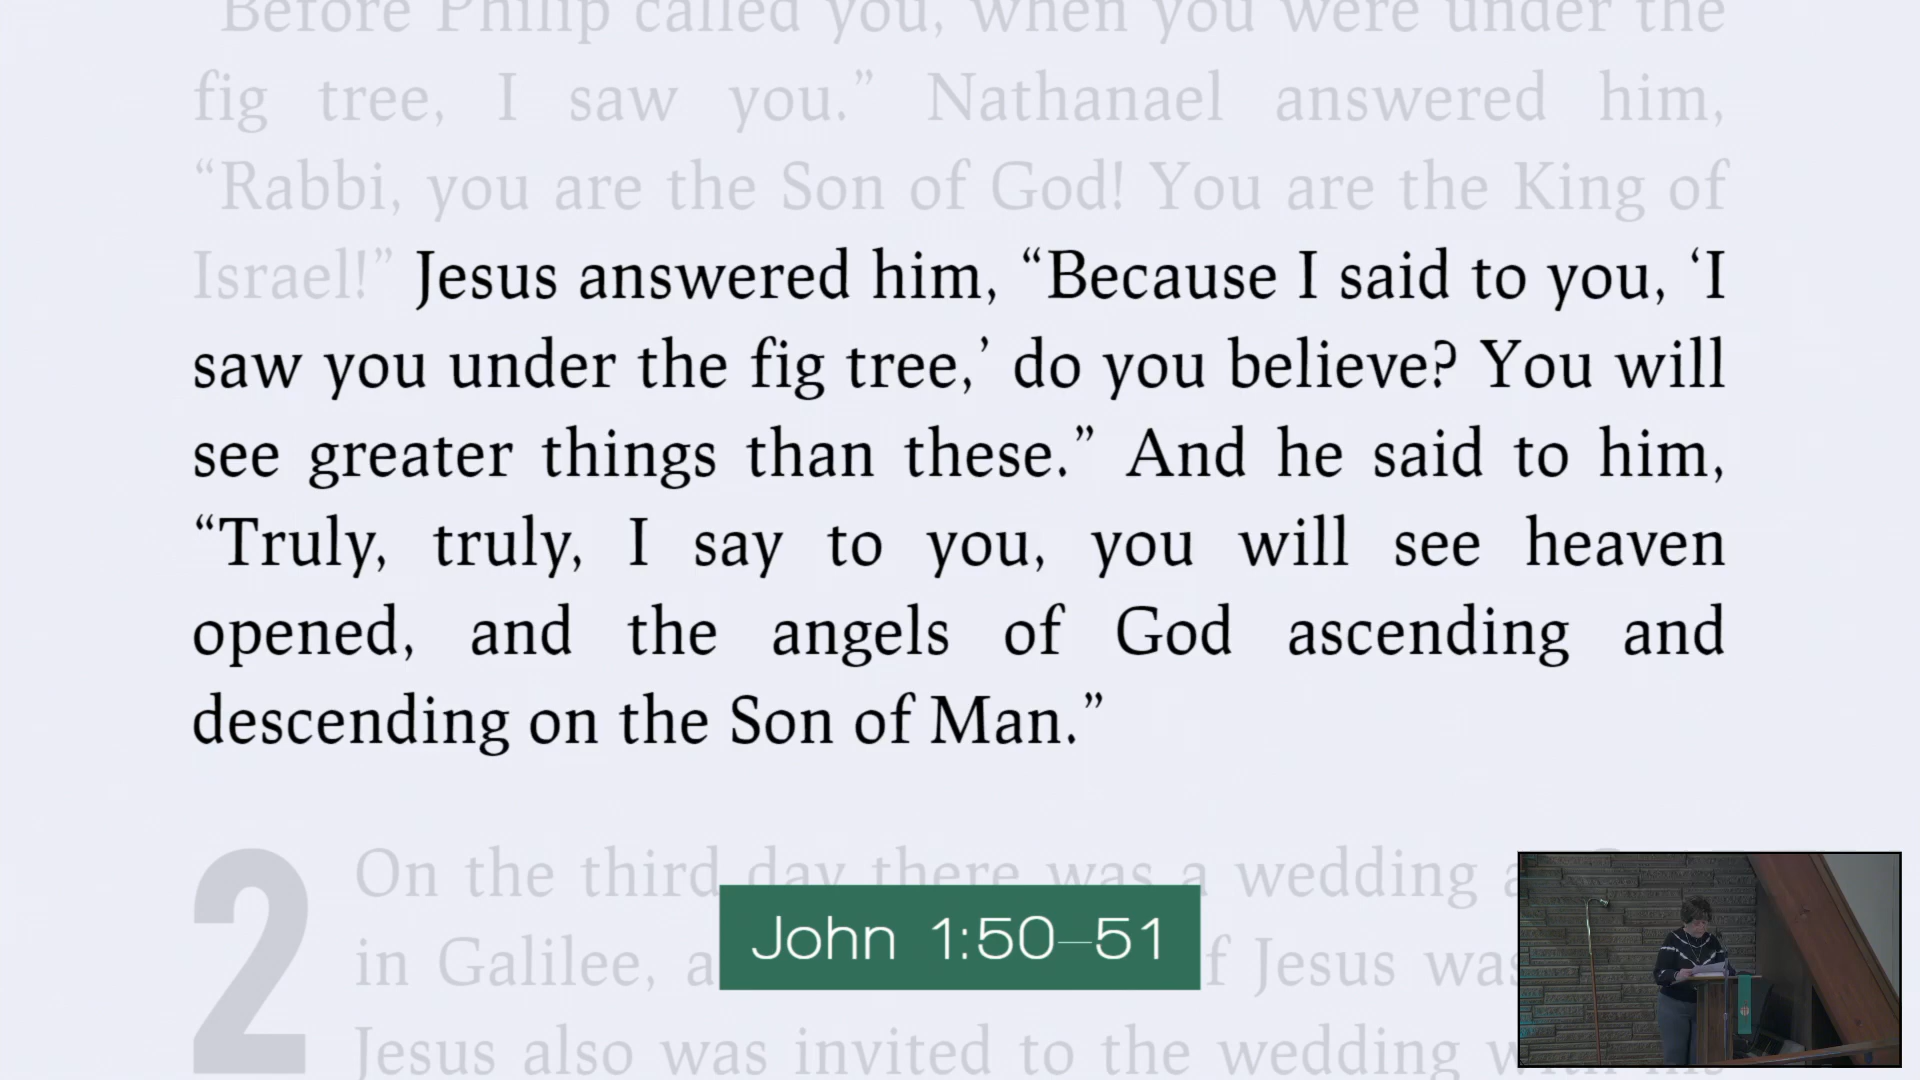 Before Philip called you, when you were under the
fig tree, I saw you.” Nathanael answered him,
“Rabbi, you are the Son of God! You are the King of
Israel!” Jesus answered him, “Because I said to you, ‘I
saw you under the fig tree,’ do you believe? You will
see greater things than these.” And he said to him,
“Truly, truly, I say to you, you will see heaven
opened, and the angels of God ascending and
descending on the Son of Man.”
2
On the third day there was a wedding
in Galilee, Jesus
Jesus also was invited to the wedding
John 1:50–51